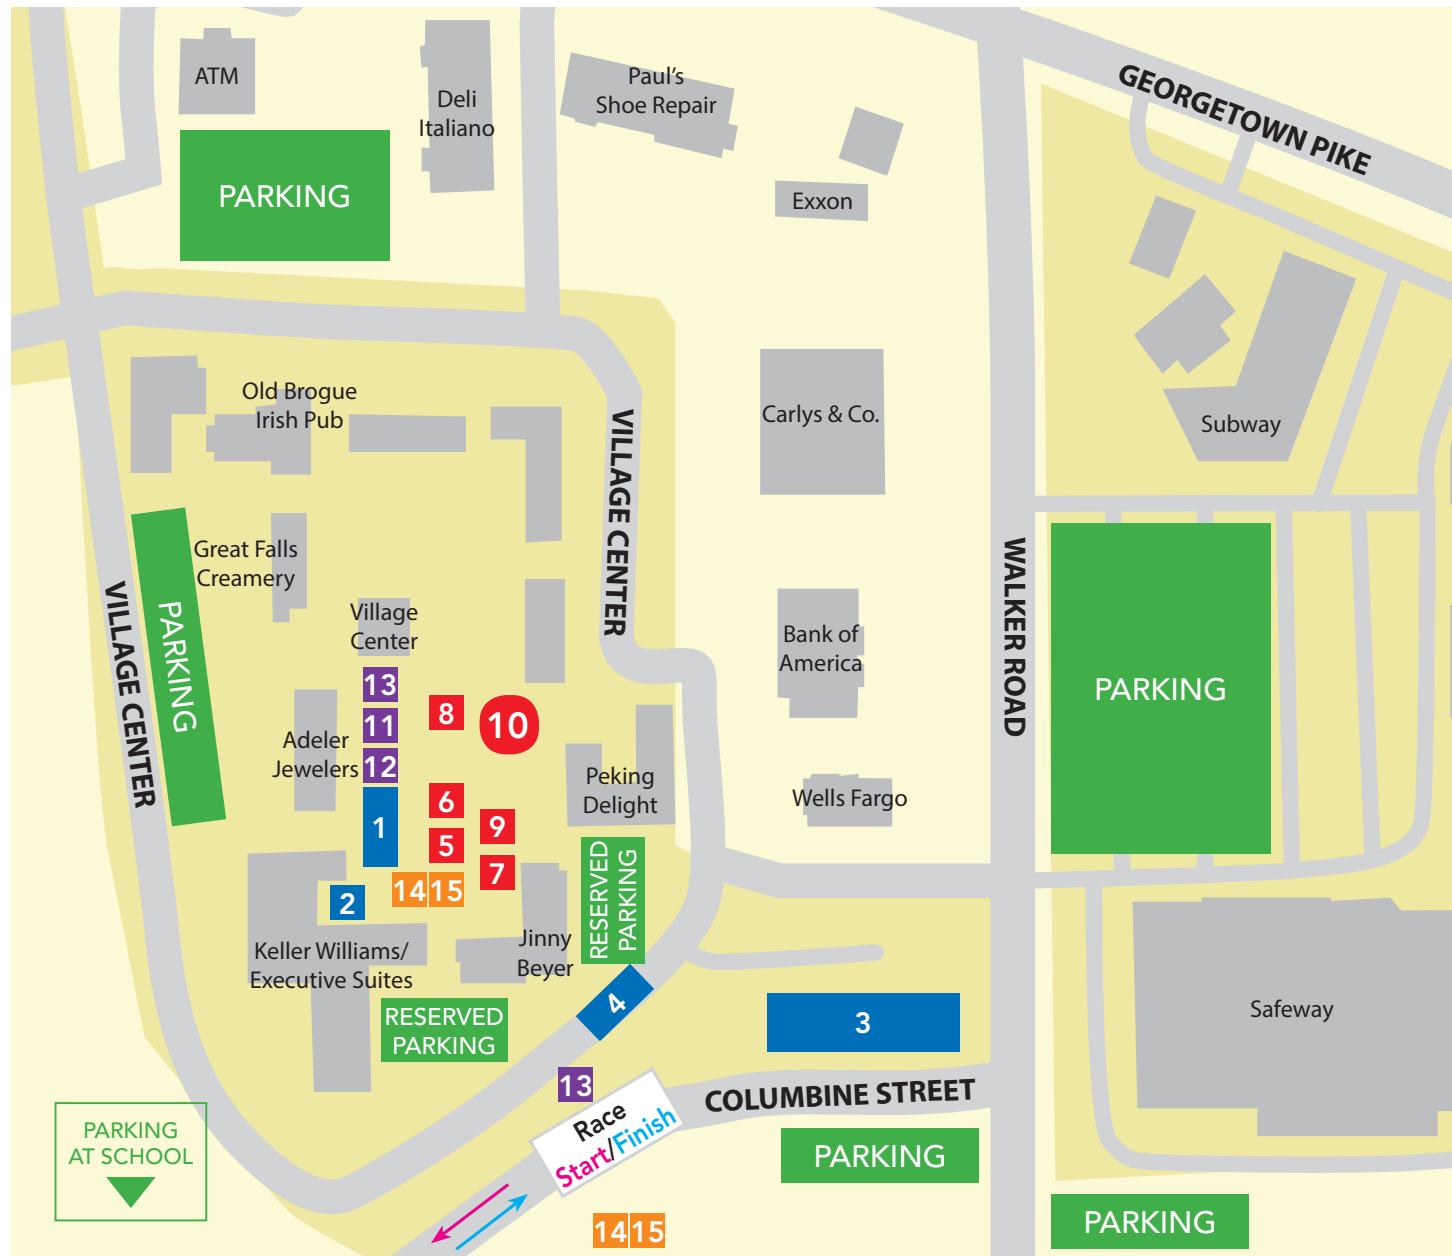 ATM
Deli
Italiano
Paul's
Shoe Repair
GEORGETOWN PIKE
PARKING
Exxon
Old Brogue
Irish Pub
VILLAGE CENTER
Carlys & Co.
Subway
Great Falls
Creamery
PARKING
VILLAGE CENTER
Village
Center
Bank of
America
WALKER ROAD
PARKING
13
11
12
8
10
Adeler
Jewelers
Peking
Delight
Wells Fargo
1
6
5
9
7
14 15
2
RESERVED
PARKING
Keller Williams/
Executive Suites
Jinny
Beyer
4
3
Safeway
RESERVED
PARKING
13
Race
Start/Finish
COLUMBINE STREET
PARKING
AT SCHOOL
PARKING
14 15
PARKING